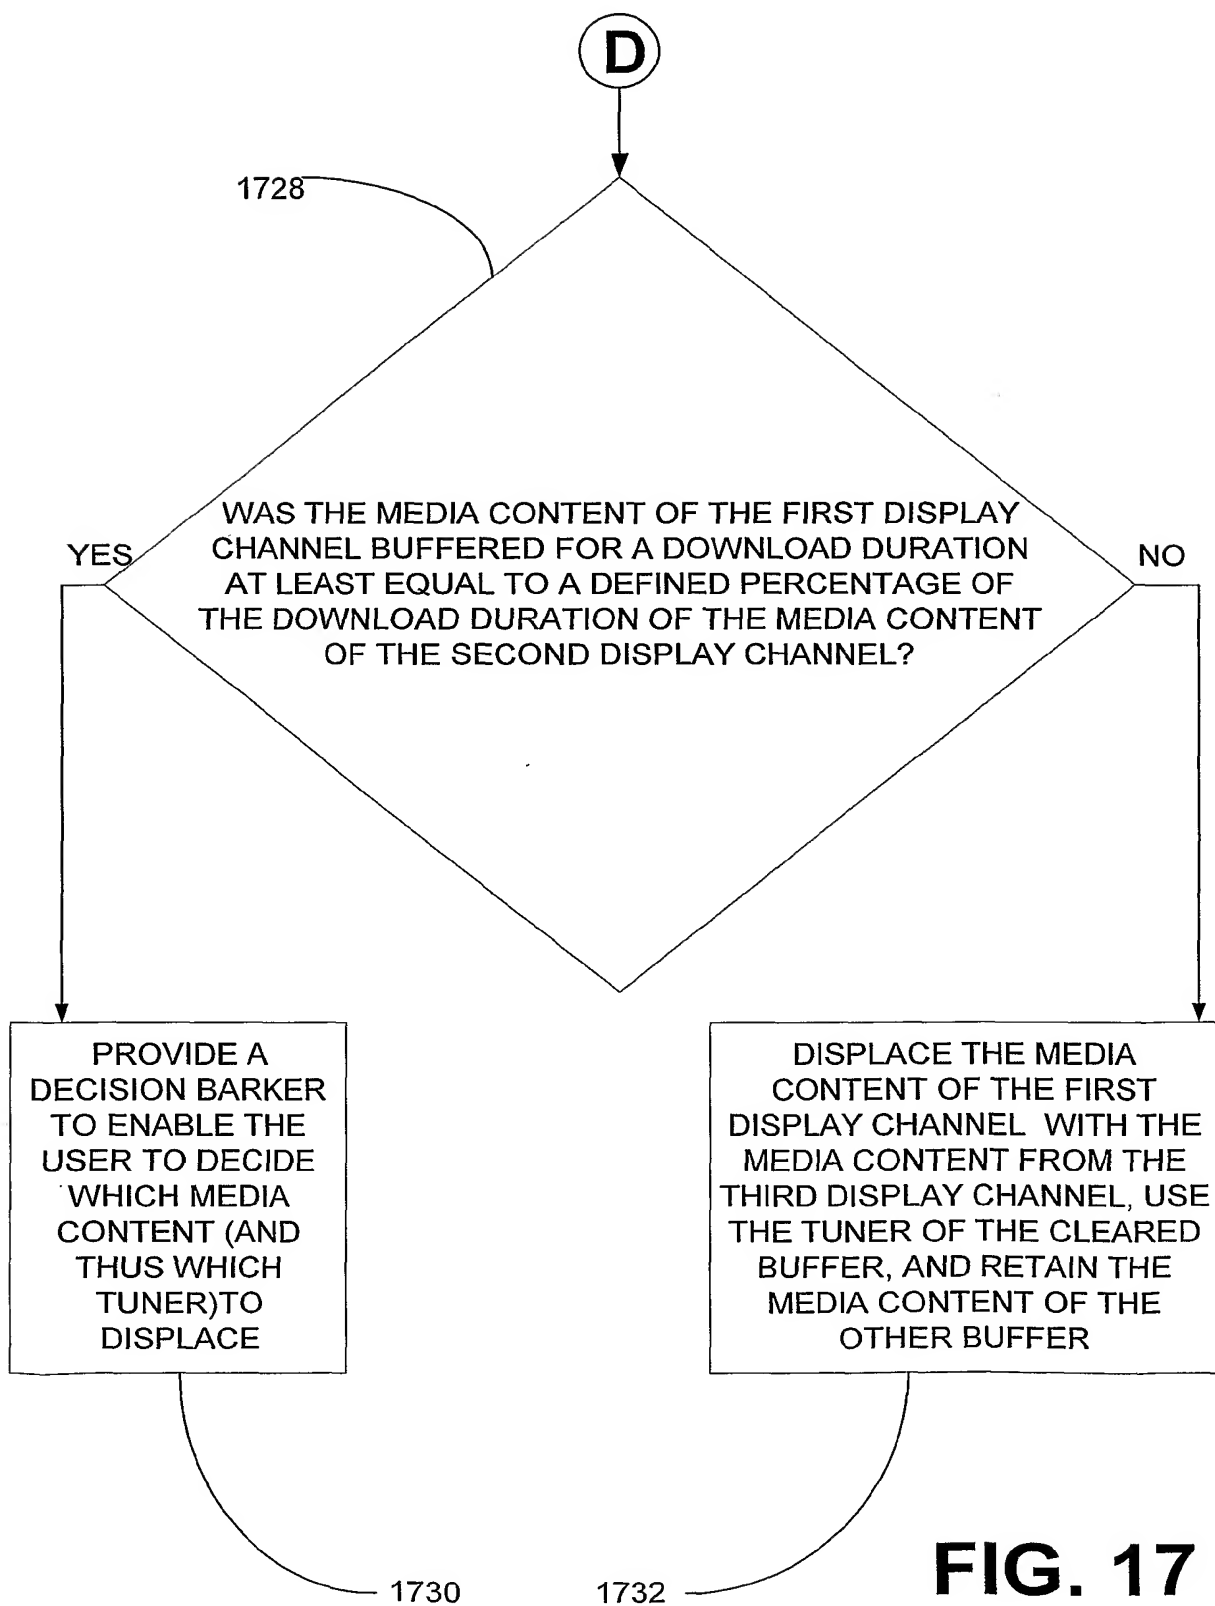 D
1728
WAS THE MEDIA CONTENT OF THE FIRST DISPLAY
CHANNEL BUFFERED FOR A DOWNLOAD DURATION
AT LEAST EQUAL TO A DEFINED PERCENTAGE OF
THE DOWNLOAD DURATION OF THE MEDIA CONTENT
OF THE SECOND DISPLAY CHANNEL?
YES
NO
PROVIDE A
DECISION BARKER
TO ENABLE THE
USER TO DECIDE
WHICH MEDIA
CONTENT (AND
THUS WHICH
TUNER)TO
DISPLACE
DISPLACE THE MEDIA
CONTENT OF THE FIRST
DISPLAY CHANNEL WITH THE
MEDIA CONTENT FROM THE
THIRD DISPLAY CHANNEL, USE
THE TUNER OF THE CLEARED
BUFFER, AND RETAIN THE
MEDIA CONTENT OF THE
OTHER BUFFER
1730
1732
FIG. 17